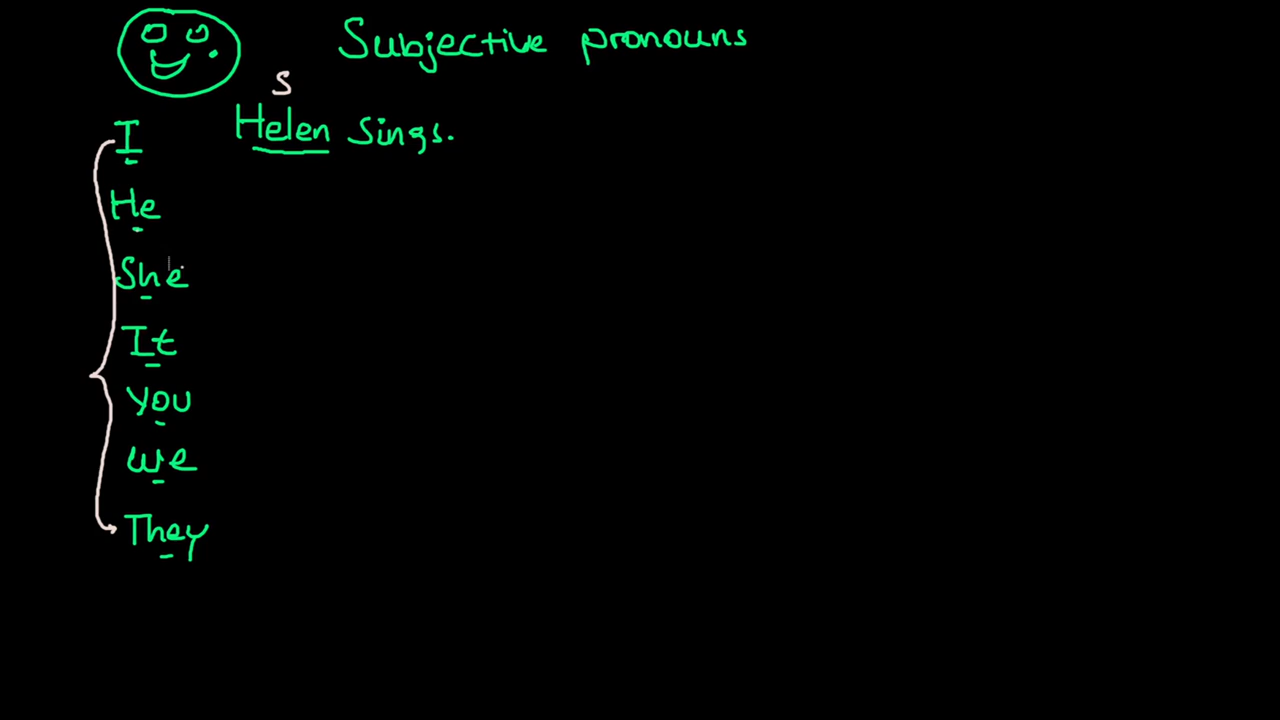 Subjective pronouns
S
Helen sings.
I
He
She
It
You
we
They